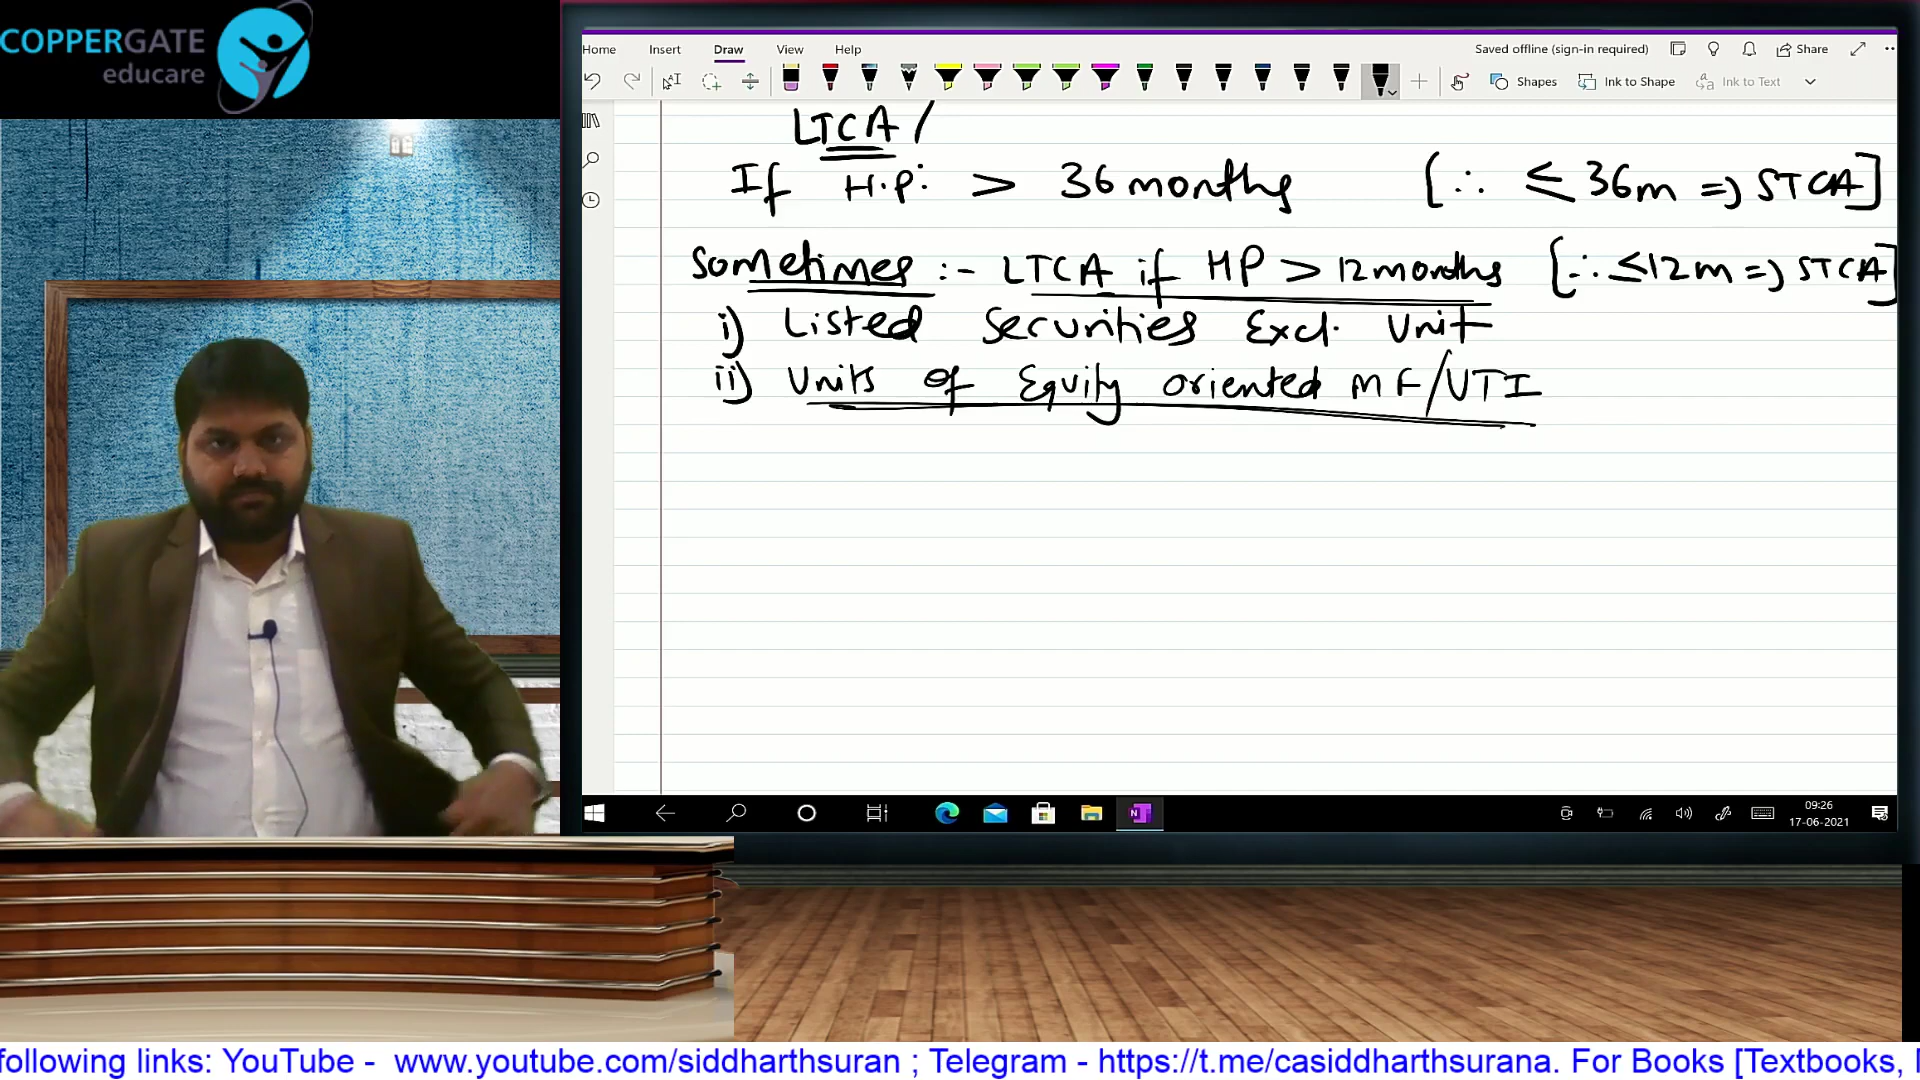 COPPERGATE
educare
Home Insert Draw View Help
Saved offline (sign-in required) Share
Shapes Ink to Shape Ink to Text
LTCA /
If H.P. > 36 months [∴ ≤ 36m => STCA]
Sometimes :- LTCA if HP > 12 months [∴ ≤12m => STCA]
i) Listed Securities Excl. Unit
ii) Units of Equity oriented MF/UTI
09:26
17-06-2021
following links: YouTube - www.youtube.com/siddharthsuran ; Telegram - https://t.me/casiddharthsurana. For Books [Textbooks,